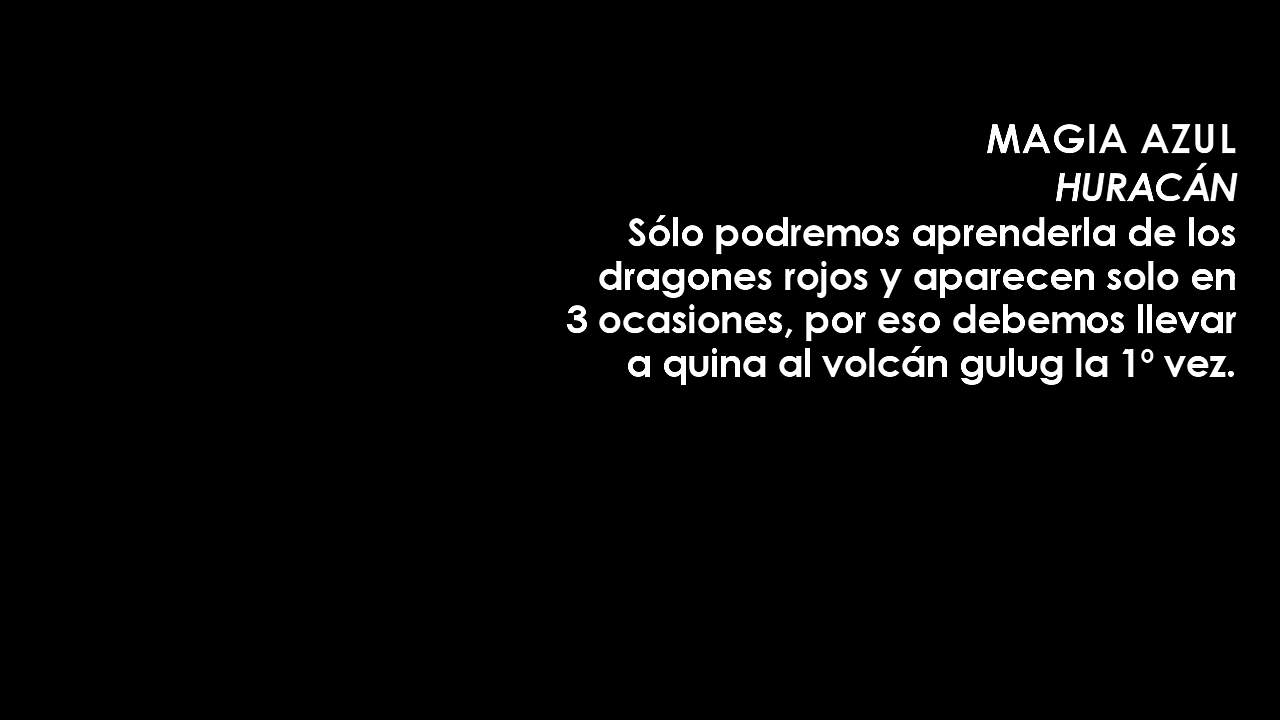 MAGIA AZUL
HURACÁN
Sólo podremos aprenderla de los
dragones rojos y aparecen solo en
3 ocasiones, por eso debemos llevar
a quina al volcán gulug la 1º vez.